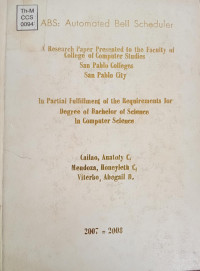 Th-M
CCS
0094
ABS: Automated Bell Scheduler
A Research Paper Presented to the Faculty of
College of Computer Studies
San Pablo Colleges
San Pablo City
In Partial Fulfillment of the Requirements for
Degree of Bachelor of Science
In Computer Science
Cailao, Anatoly C.
Mendoza, Roneyleth C.
Viterbo, Abegail B.
2007 - 2008